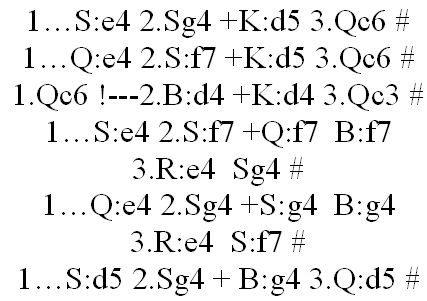 1…S:e4 2.Sg4 +K:d5 3.Qc6 #
1…Q:e4 2.S:f7 +K:d5 3.Qc6 #
1.Qc6 !---2.B:d4 +K:d4 3.Qc3 #
1…S:e4 2.S:f7 +Q:f7 B:f7
3.R:e4 Sg4 #
1…Q:e4 2.Sg4 +S:g4 B:g4
3.R:e4 S:f7 #
1…S:d5 2.Sg4 + B:g4 3.Q:d5 #